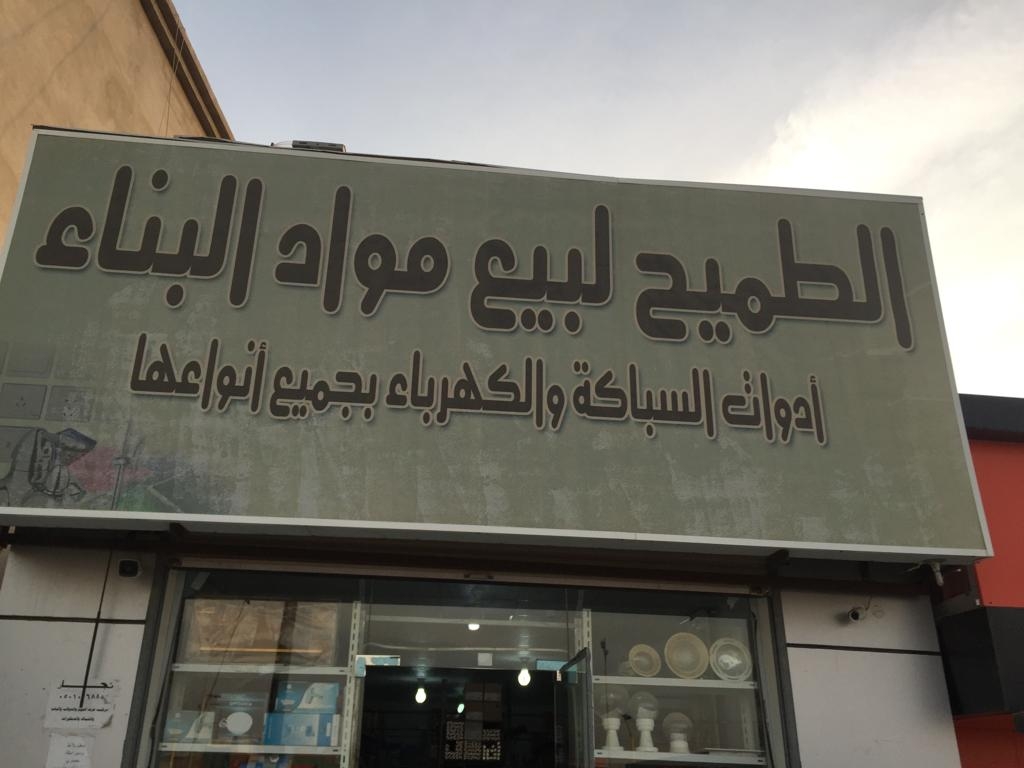 الطميح لبيع مواد البناء
أدوات السباكة والكهرباء بجميع أنواعها